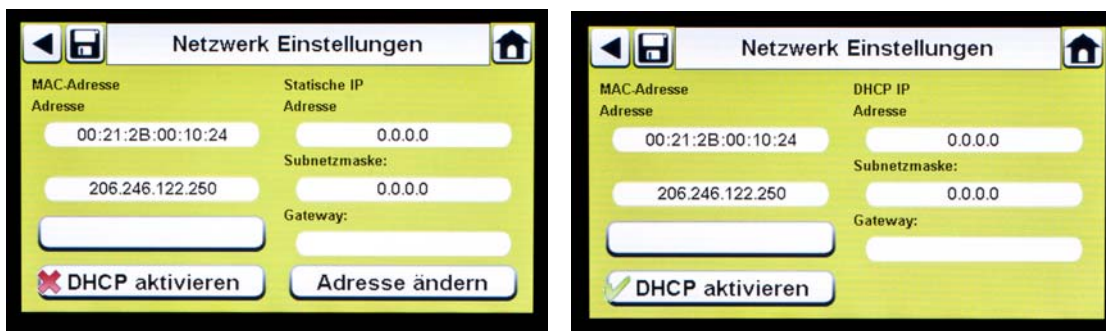 Netzwerk Einstellungen
MAC-Adresse
Adresse
00:21:2B:00:10:24
206.246.122.250
DHCP aktivieren
Statische IP
Adresse
0.0.0.0
Subnetzmaske:
0.0.0.0
Gateway:
Adresse ändern
Netzwerk Einstellungen
MAC-Adresse
Adresse
00:21:2B:00:10:24
206.246.122.250
DHCP aktivieren
DHCP IP
Adresse
0.0.0.0
Subnetzmaske:
0.0.0.0
Gateway: